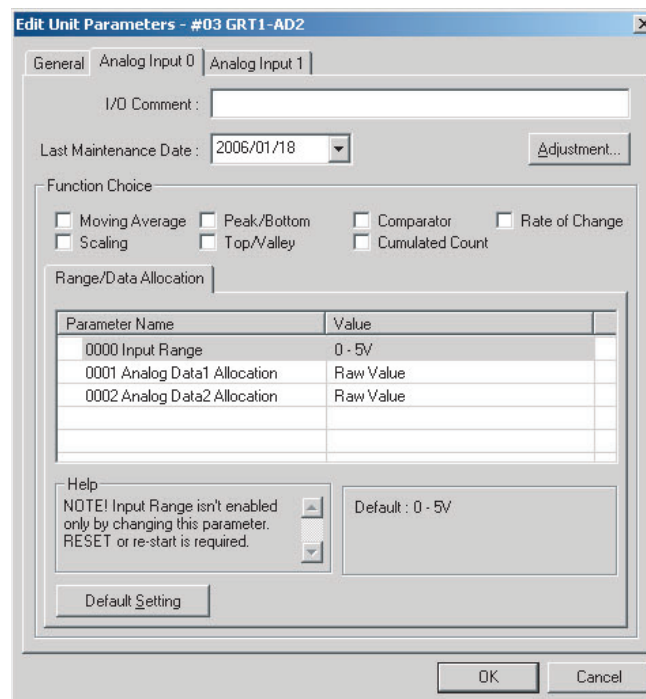 Edit Unit Parameters - #03 GRT1-AD2
General Analog Input 0 Analog Input 1
I/O Comment :
Last Maintenance Date : 2006/01/18 Adjustment...
Function Choice
Moving Average Peak/Bottom Comparator Rate of Change
Scaling Top/Valley Cumulated Count
Range/Data Allocation
Parameter Name Value
0000 Input Range 0 - 5V
0001 Analog Data1 Allocation Raw Value
0002 Analog Data2 Allocation Raw Value
Help
NOTE! Input Range isn't enabled
only by changing this parameter.
RESET or re-start is required.
Default : 0 - 5V
Default Setting
OK Cancel